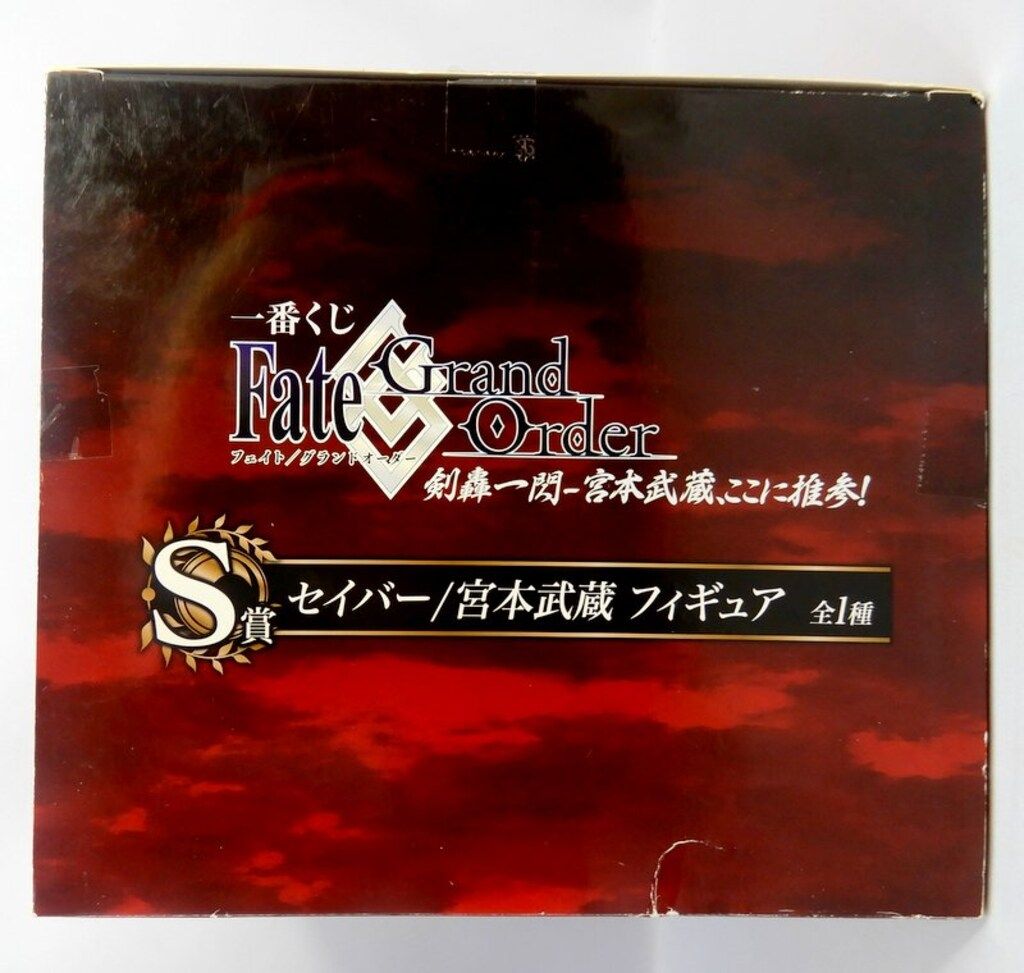 一番くじ
Fate Grand Order
フェイト/グランドオーダー
剣轟一閃-宮本武蔵、ここに推参!
S賞 セイバー/宮本武蔵 フィギュア 全1種